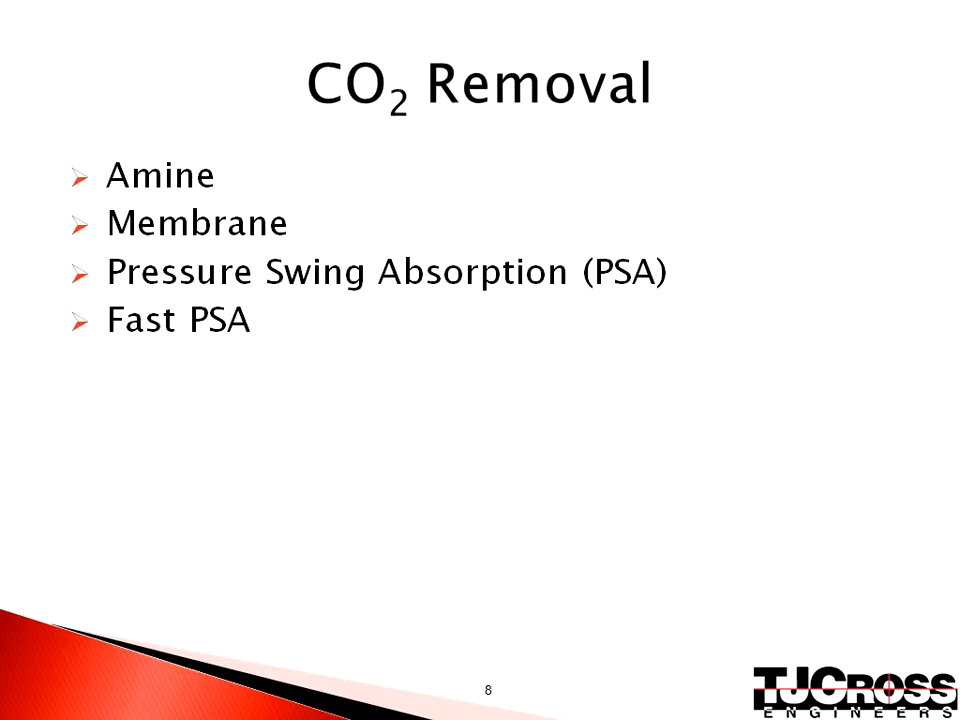 CO₂ Removal
Amine
Membrane
Pressure Swing Absorption (PSA)
Fast PSA
8
TJCROSS
ENGINEERS